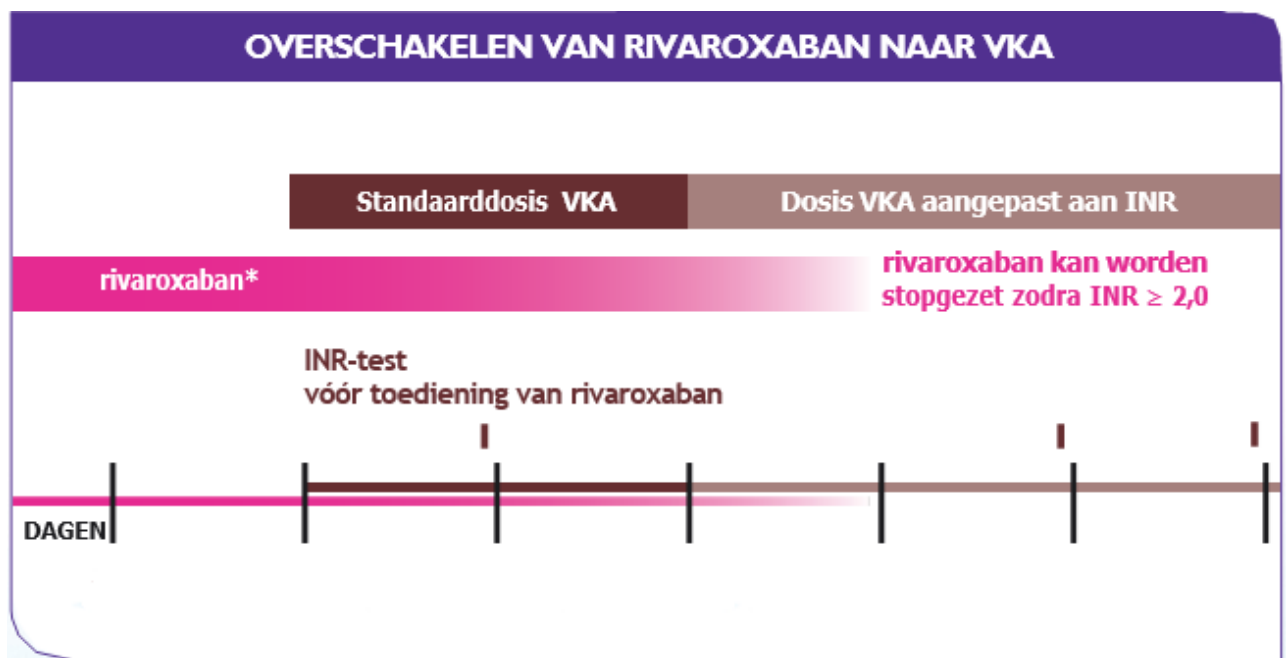 OVERSCHAKELEN VAN RIVAROXABAN NAAR VKA
Standaarddosis VKA
Dosis VKA aangepast aan INR
rivaroxaban*
rivaroxaban kan worden
stopgezet zodra INR ≥ 2,0
INR-test
vóór toediening van rivaroxaban
DAGEN